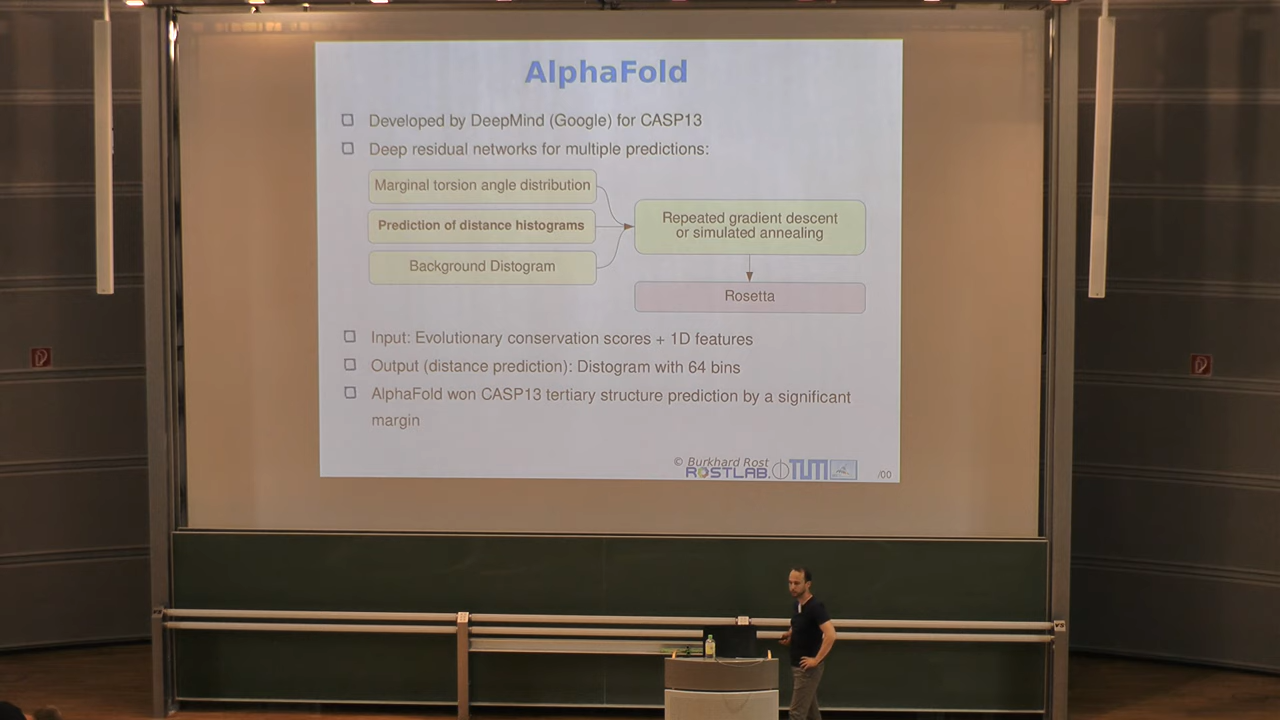 AlphaFold
Developed by DeepMind (Google) for CASP13
Deep residual networks for multiple predictions:
Marginal torsion angle distribution
Prediction of distance histograms
Background Distogram
Repeated gradient descent
or simulated annealing
Rosetta
Input: Evolutionary conservation scores + 1D features
Output (distance prediction): Distogram with 64 bins
AlphaFold won CASP13 tertiary structure prediction by a significant
margin
© Burkhard Rost
ROSTLAB. TUM
/00